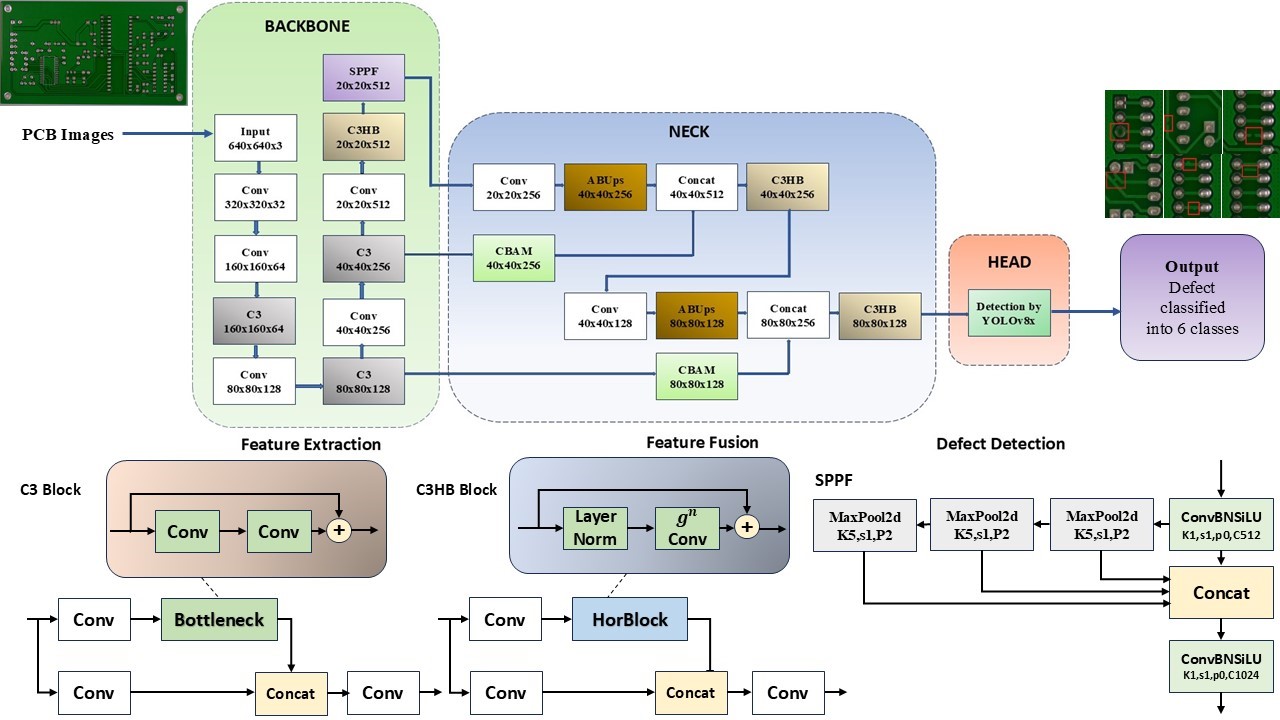 BACKBONE
PCB Images
Input
640x640x3
Conv
320x320x32
Conv
160x160x64
C3
160x160x64
Conv
80x80x128
SPPF
20x20x512
C3HB
20x20x512
Conv
20x20x512
C3
40x40x256
Conv
40x40x256
C3
80x80x128
NECK
Conv
20x20x256
ABUps
40x40x256
Concat
40x40x512
C3HB
40x40x256
CBAM
40x40x256
Conv
40x40x128
ABUps
80x80x128
Concat
80x80x256
C3HB
80x80x128
CBAM
80x80x128
HEAD
Detection by
YOLOv8x
Output
Defect
classified
into 6 classes
Feature Extraction
Feature Fusion
Defect Detection
C3 Block
Conv
Conv
+
Conv
Bottleneck
Conv
Concat
Conv
C3HB Block
Layer
Norm
gⁿ
Conv
+
Conv
HorBlock
Conv
Concat
Conv
SPPF
MaxPool2d
K5,s1,P2
MaxPool2d
K5,s1,P2
MaxPool2d
K5,s1,P2
ConvBNSiLU
K1,s1,p0,C512
Concat
ConvBNSiLU
K1,s1,p0,C1024